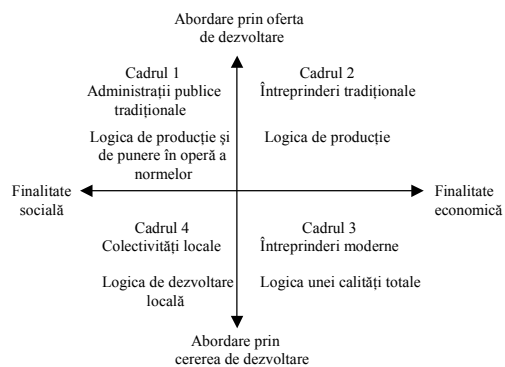 Abordare prin oferta
de dezvoltare
Cadrul 1
Administrații publice
tradiționale
Logica de producție și
de punere în operă a
normelor
Cadrul 2
Întreprinderi tradiționale
Logica de producție
Finalitate
socială
Finalitate
economică
Cadrul 4
Colectivități locale
Logica de dezvoltare
locală
Cadrul 3
Întreprinderi moderne
Logica unei calități totale
Abordare prin
cererea de dezvoltare